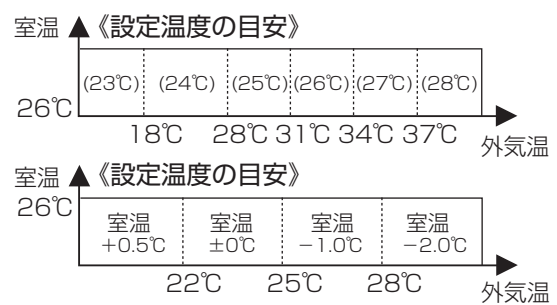 室温 《設定温度の目安》
(23℃) (24℃) (25℃) (26℃) (27℃) (28℃)
26℃
18℃ 28℃ 31℃ 34℃ 37℃
外気温
室温 《設定温度の目安》
26℃
室温 室温 室温 室温
+0.5℃ ±0℃ −1.0℃ −2.0℃
22℃ 25℃ 28℃
外気温